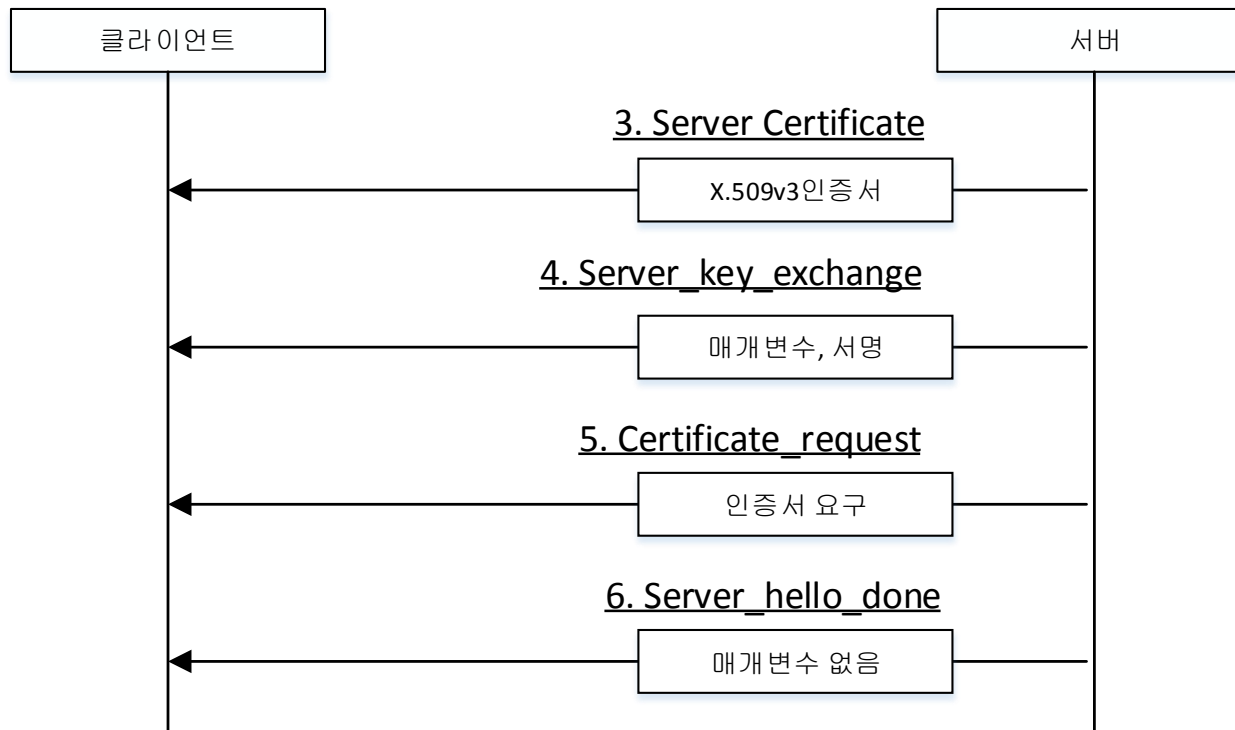 클라이언트
서버
3. Server Certificate
X.509v3인증서
4. Server_key_exchange
매개변수, 서명
5. Certificate_request
인증서 요구
6. Server_hello_done
매개변수 없음